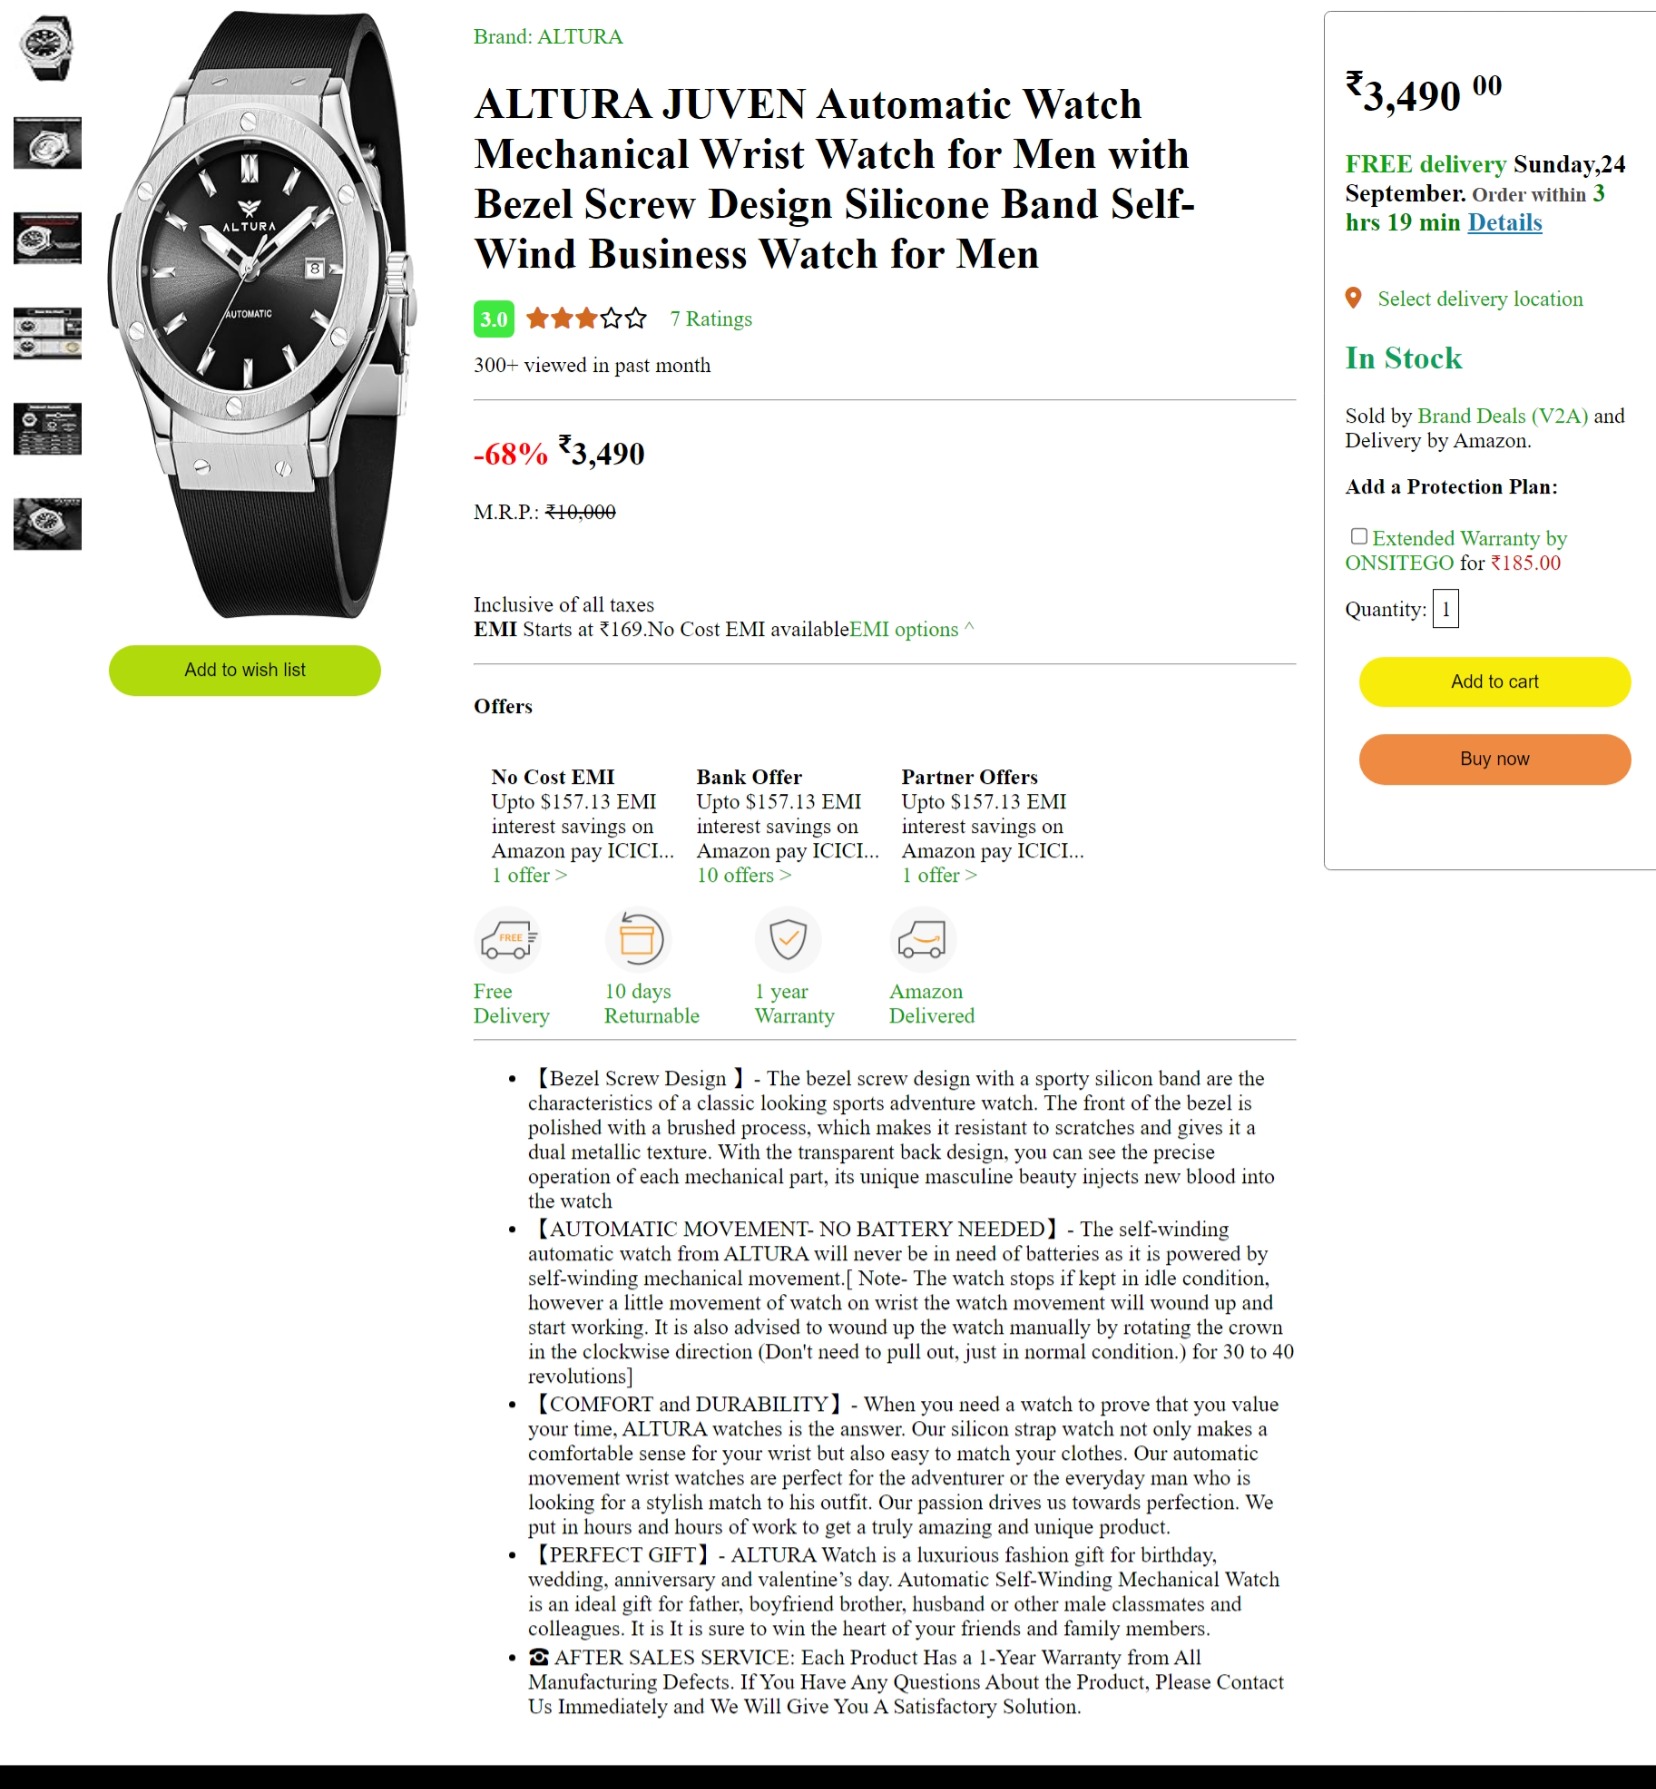 Brand: ALTURA
ALTURA JUVEN Automatic Watch
Mechanical Wrist Watch for Men with
Bezel Screw Design Silicone Band Self-
Wind Business Watch for Men
3.0
7 Ratings
300+ viewed in past month
-68% ₹3,490
M.R.P.: ₹10,000
Inclusive of all taxes
EMI Starts at ₹169.No Cost EMI availableEMI options ^
ALTURA
8
AUTOMATIC
Add to wish list
Offers
No Cost EMI
Upto $157.13 EMI
interest savings on
Amazon pay ICICI...
1 offer >
Bank Offer
Upto $157.13 EMI
interest savings on
Amazon pay ICICI...
10 offers >
Partner Offers
Upto $157.13 EMI
interest savings on
Amazon pay ICICI...
1 offer >
FREE
Free
Delivery
10 days
Returnable
1 year
Warranty
Amazon
Delivered
• 【Bezel Screw Design 】- The bezel screw design with a sporty silicon band are the
characteristics of a classic looking sports adventure watch. The front of the bezel is
polished with a brushed process, which makes it resistant to scratches and gives it a
dual metallic texture. With the transparent back design, you can see the precise
operation of each mechanical part, its unique masculine beauty injects new blood into
the watch
• 【AUTOMATIC MOVEMENT- NO BATTERY NEEDED】- The self-winding
automatic watch from ALTURA will never be in need of batteries as it is powered by
self-winding mechanical movement.[ Note- The watch stops if kept in idle condition,
however a little movement of watch on wrist the watch movement will wound up and
start working. It is also advised to wound up the watch manually by rotating the crown
in the clockwise direction (Don't need to pull out, just in normal condition.) for 30 to 40
revolutions]
• 【COMFORT and DURABILITY】- When you need a watch to prove that you value
your time, ALTURA watches is the answer. Our silicon strap watch not only makes a
comfortable sense for your wrist but also easy to match your clothes. Our automatic
movement wrist watches are perfect for the adventurer or the everyday man who is
looking for a stylish match to his outfit. Our passion drives us towards perfection. We
put in hours and hours of work to get a truly amazing and unique product.
• 【PERFECT GIFT】- ALTURA Watch is a luxurious fashion gift for birthday,
wedding, anniversary and valentine’s day. Automatic Self-Winding Mechanical Watch
is an ideal gift for father, boyfriend brother, husband or other male classmates and
colleagues. It is It is sure to win the heart of your friends and family members.
• ☎ AFTER SALES SERVICE: Each Product Has a 1-Year Warranty from All
Manufacturing Defects. If You Have Any Questions About the Product, Please Contact
Us Immediately and We Will Give You A Satisfactory Solution.
₹3,490 00
FREE delivery Sunday,24
September. Order within 3
hrs 19 min Details
Select delivery location
In Stock
Sold by Brand Deals (V2A) and
Delivery by Amazon.
Add a Protection Plan:
Extended Warranty by
ONSITEGO for ₹185.00
Quantity: 1
Add to cart
Buy now